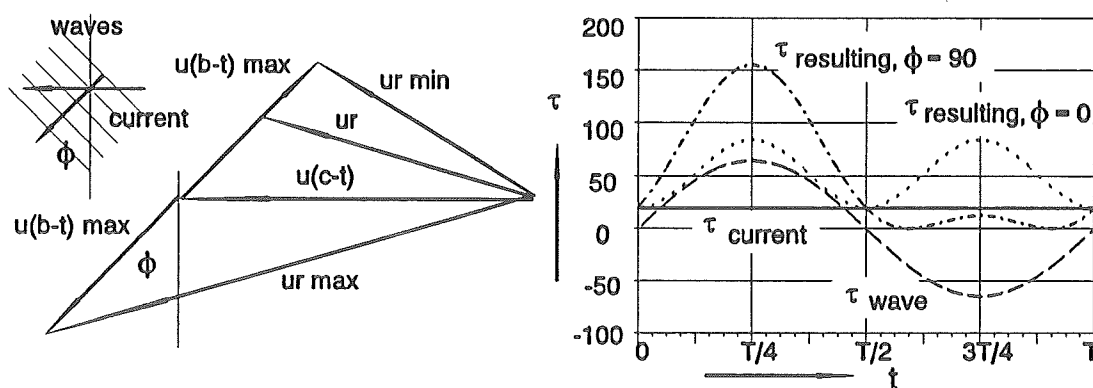 waves
current
ϕ
u(b-t) max
ur min
ur
u(c-t)
u(b-t) max
ϕ
ur max
200
150
100
50
0
-50
-100
τ
τ resulting, ϕ = 90
τ resulting, ϕ = 0
τ current
τ wave
0 T/4 T/2 3T/4 T
t